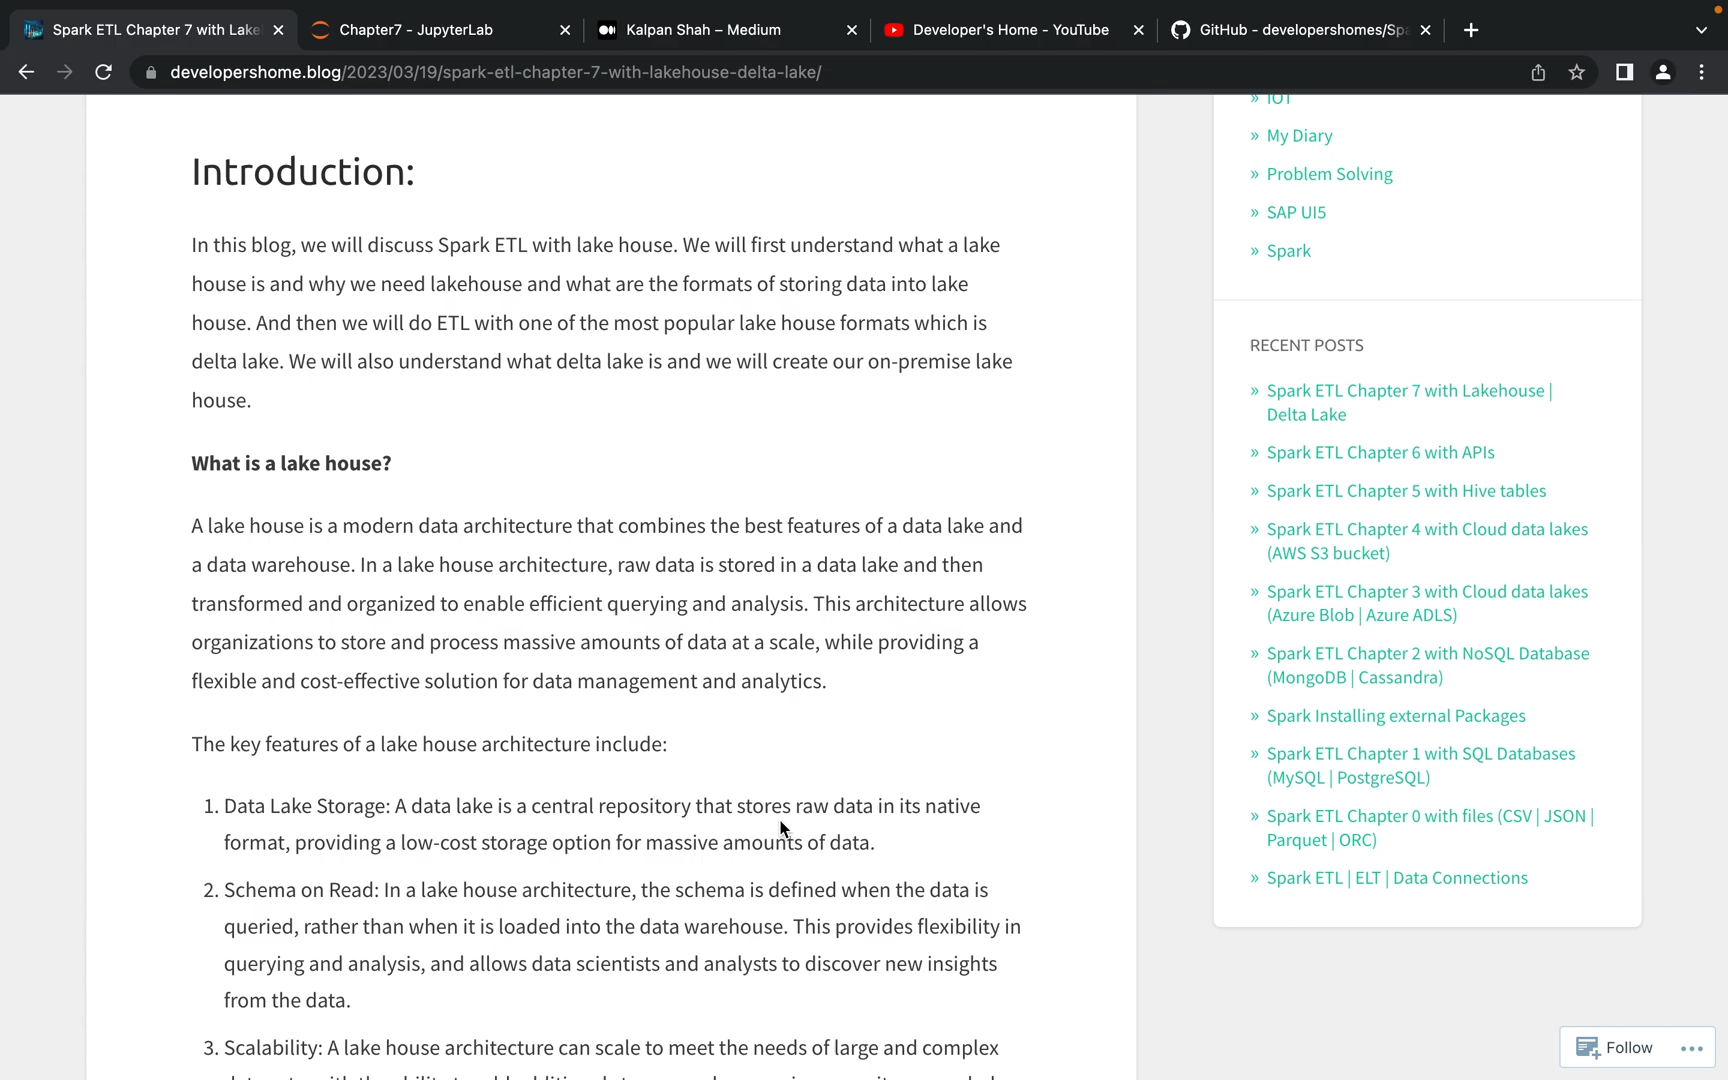 Spark ETL Chapter 7 with Lake
Chapter7 - JupyterLab
Kalpan Shah – Medium
Developer's Home - YouTube
GitHub - developershomes/Spa
developershome.blog/2023/03/19/spark-etl-chapter-7-with-lakehouse-delta-lake/
Introduction:
In this blog, we will discuss Spark ETL with lake house. We will first understand what a lake
house is and why we need lakehouse and what are the formats of storing data into lake
house. And then we will do ETL with one of the most popular lake house formats which is
delta lake. We will also understand what delta lake is and we will create our on-premise lake
house.
What is a lake house?
A lake house is a modern data architecture that combines the best features of a data lake and
a data warehouse. In a lake house architecture, raw data is stored in a data lake and then
transformed and organized to enable efficient querying and analysis. This architecture allows
organizations to store and process massive amounts of data at a scale, while providing a
flexible and cost-effective solution for data management and analytics.
The key features of a lake house architecture include:
1. Data Lake Storage: A data lake is a central repository that stores raw data in its native
format, providing a low-cost storage option for massive amounts of data.
2. Schema on Read: In a lake house architecture, the schema is defined when the data is
queried, rather than when it is loaded into the data warehouse. This provides flexibility in
querying and analysis, and allows data scientists and analysts to discover new insights
from the data.
3. Scalability: A lake house architecture can scale to meet the needs of large and complex
» IOT
» My Diary
» Problem Solving
» SAP UI5
» Spark
RECENT POSTS
» Spark ETL Chapter 7 with Lakehouse |
Delta Lake
» Spark ETL Chapter 6 with APIs
» Spark ETL Chapter 5 with Hive tables
» Spark ETL Chapter 4 with Cloud data lakes
(AWS S3 bucket)
» Spark ETL Chapter 3 with Cloud data lakes
(Azure Blob | Azure ADLS)
» Spark ETL Chapter 2 with NoSQL Database
(MongoDB | Cassandra)
» Spark Installing external Packages
» Spark ETL Chapter 1 with SQL Databases
(MySQL | PostgreSQL)
» Spark ETL Chapter 0 with files (CSV | JSON |
Parquet | ORC)
» Spark ETL | ELT | Data Connections
Follow